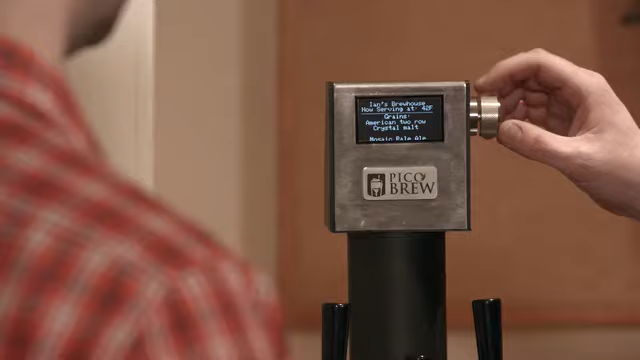 Ian's Brewhouse
Now Serving at: 42F
Grains:
American two row
Crystal malt
Mosaic Pale Ale
PICO
BREW